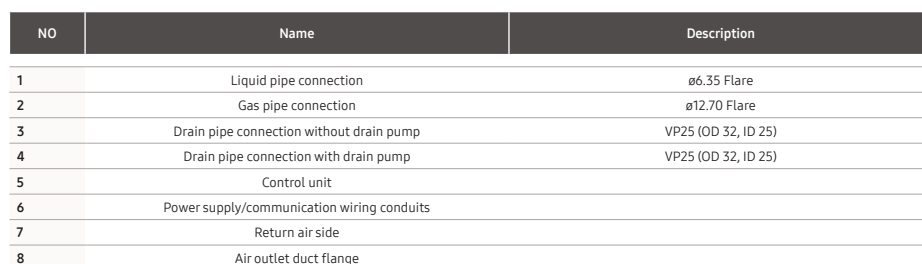 NO Name Description
1 Liquid pipe connection ø6.35 Flare
2 Gas pipe connection ø12.70 Flare
3 Drain pipe connection without drain pump VP25 (OD 32, ID 25)
4 Drain pipe connection with drain pump VP25 (OD 32, ID 25)
5 Control unit
6 Power supply/communication wiring conduits
7 Return air side
8 Air outlet duct flange